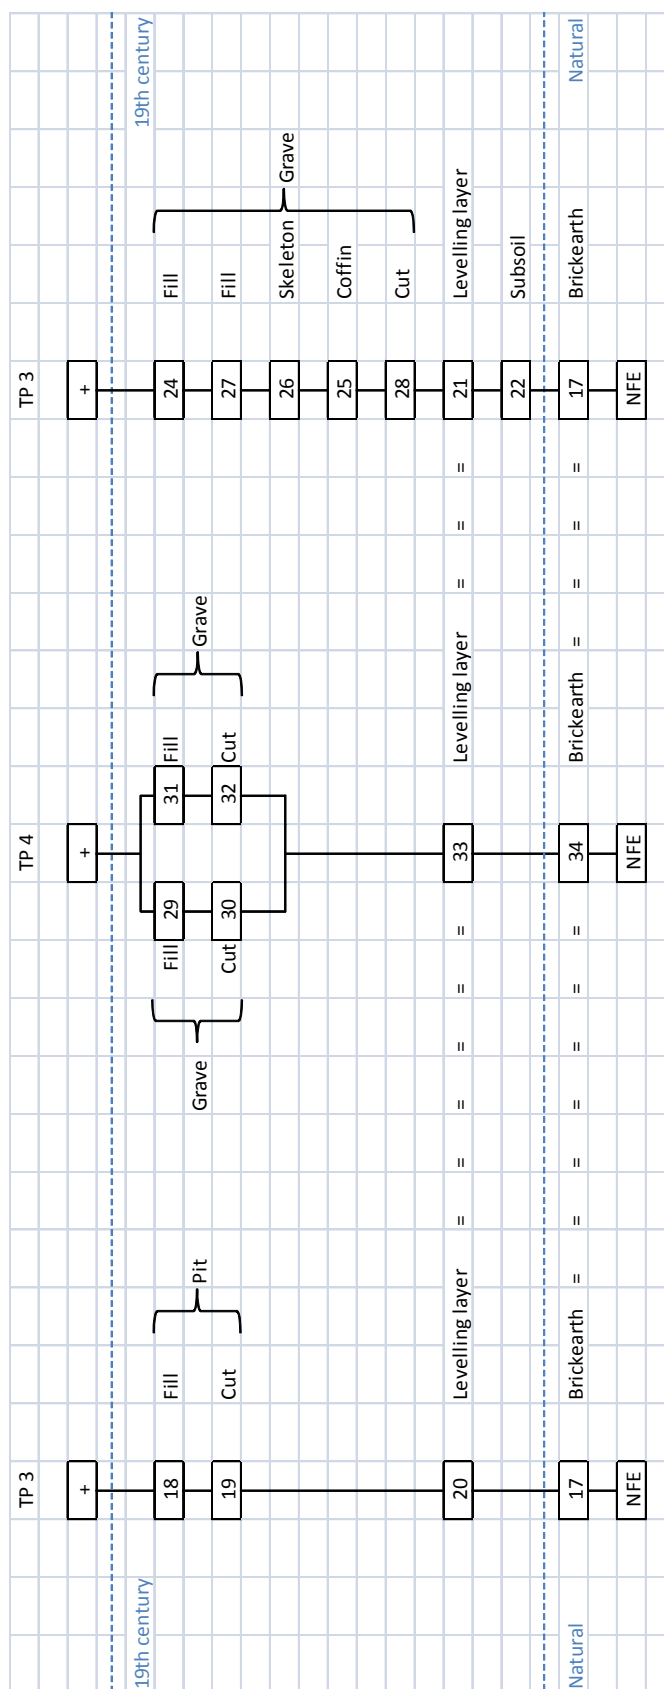 TP 3 TP 4 TP 3
+ + +
19th century 19th century
18 Fill Fill 29 31 Fill 24 Fill
Pit Grave Grave
19 Cut Cut 30 32 Cut 27 Fill
26 Skeleton Grave
25 Coffin
28 Cut
20 Levelling layer = = = = = = 33 Levelling layer = = = 21 Levelling layer
22 Subsoil
Natural 17 Brickearth = = = = = = = 34 Brickearth = = = = 17 Brickearth Natural
NFE NFE NFE